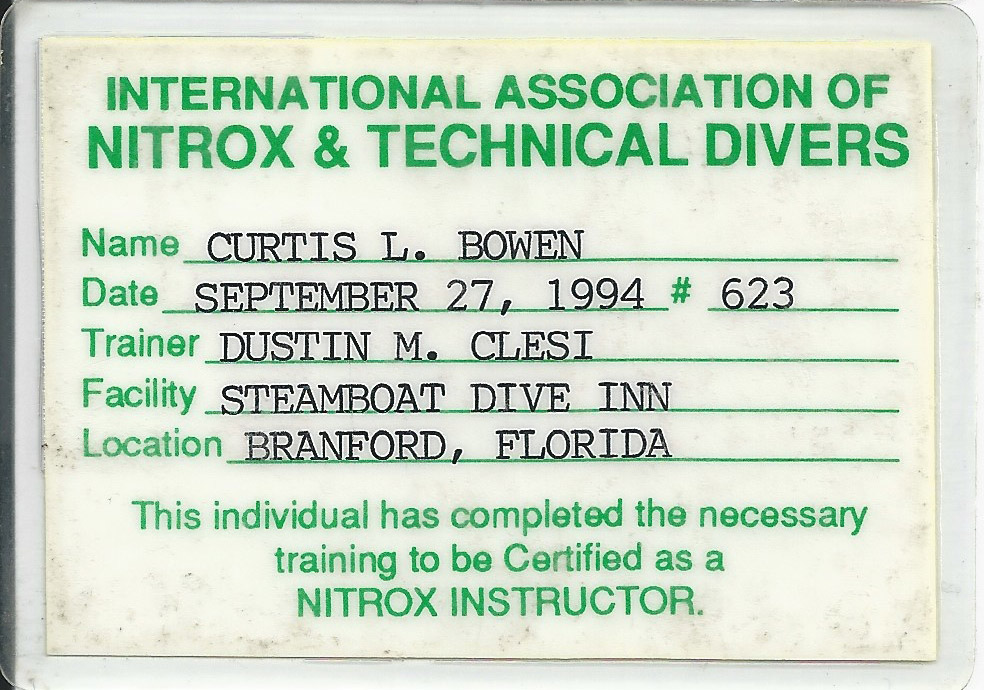 INTERNATIONAL ASSOCIATION OF
NITROX & TECHNICAL DIVERS
Name CURTIS L. BOWEN
Date SEPTEMBER 27, 1994 # 623
Trainer DUSTIN M. CLESI
Facility STEAMBOAT DIVE INN
Location BRANFORD, FLORIDA
This individual has completed the necessary
training to be Certified as a
NITROX INSTRUCTOR.